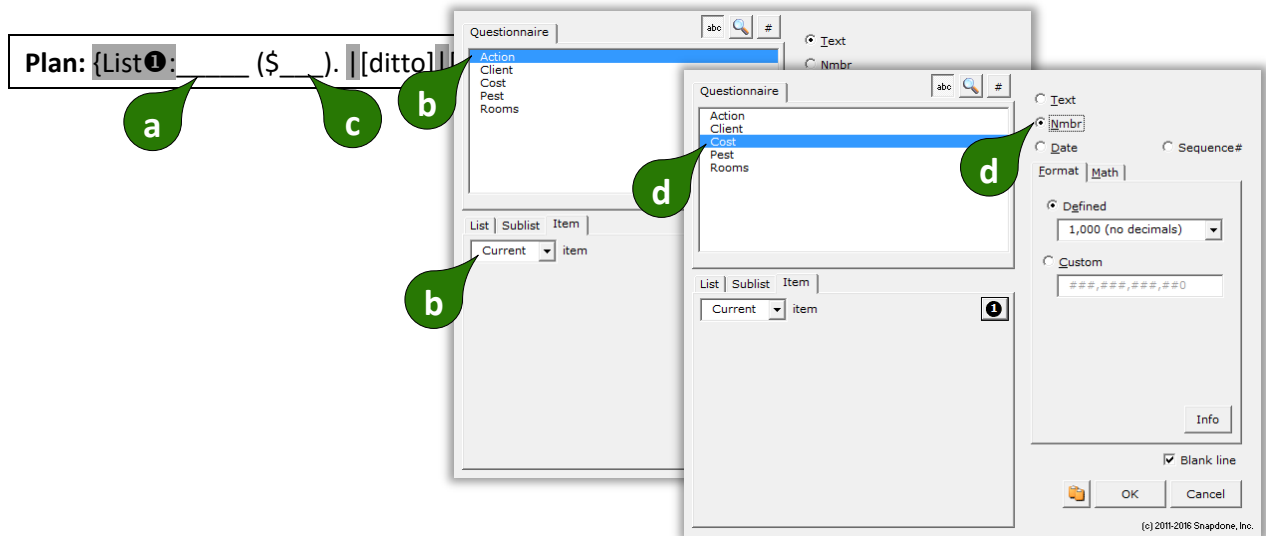 Plan: {List❶:______ ($____). |[ditto]|[
a
c
b
b
Questionnaire
abc
#
Text
Nmbr
Action
Client
Cost
Pest
Rooms
List
Sublist
Item
Current
item
d
d
Questionnaire
abc
#
Action
Client
Cost
Pest
Rooms
List
Sublist
Item
Current
item
❶
Text
Nmbr
Date
Sequence#
Format
Math
Defined
1,000 (no decimals)
Custom
###,###,###,##0
Info
Blank line
OK
Cancel
(c) 2011-2016 Snapdone, Inc.